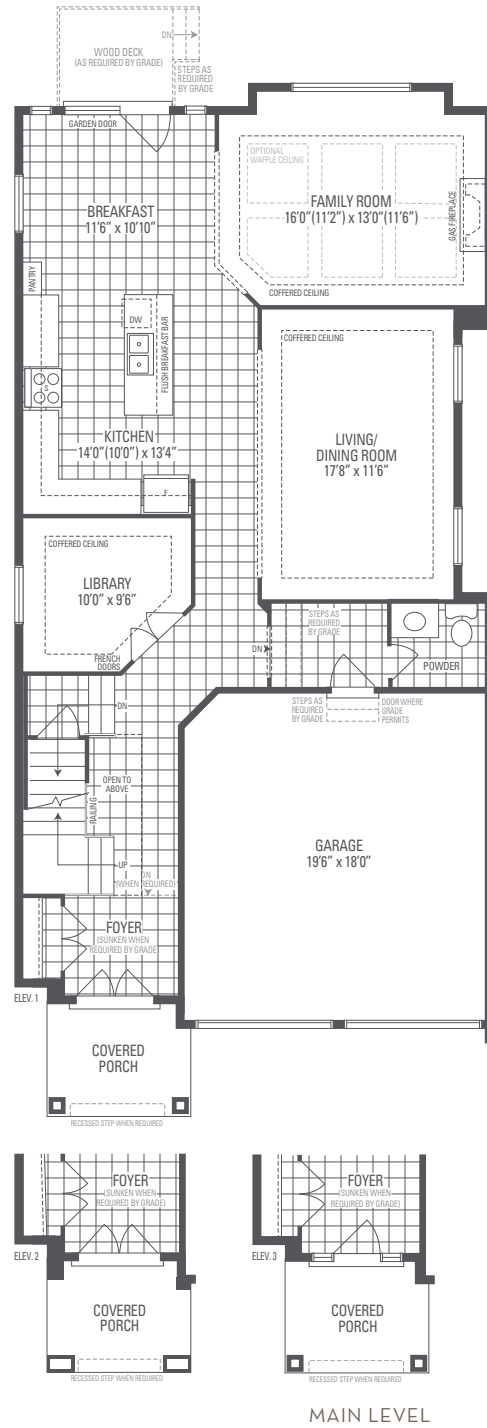 WOOD DECK
(AS REQUIRED BY GRADE)
DN
STEPS AS
REQUIRED
BY GRADE
GARDEN DOOR
OPTIONAL
WAFFLE CEILING
BREAKFAST
11'6" x 10'10"
FAMILY ROOM
16'0"(11'2") x 13'0"(11'6")
GAS FIREPLACE
PANTRY
COFFERED CEILING
DW
FLUSH BREAKFAST BAR
COFFERED CEILING
S
KITCHEN
14'0"(10'0") x 13'4"
LIVING/
DINING ROOM
17'8" x 11'6"
F
COFFERED CEILING
LIBRARY
10'0" x 9'6"
STEPS AS
REQUIRED
BY GRADE
DN
FRENCH
DOORS
POWDER
DN
STEPS AS
REQUIRED
BY GRADE
DOOR WHERE
GRADE
PERMITS
OPEN TO
ABOVE
RAILING
GARAGE
19'6" x 18'0"
UP
DN
(WHEN REQUIRED)
FOYER
(SUNKEN WHEN
REQUIRED BY GRADE
ELEV. 1
COVERED
PORCH
RECESSED STEP WHEN REQUIRED
FOYER
(SUNKEN WHEN
REQUIRED BY GRADE)
ELEV. 2
COVERED
PORCH
RECESSED STEP WHEN REQUIRED
FOYER
(SUNKEN WHEN
REQUIRED BY GRADE)
ELEV. 3
COVERED
PORCH
RECESSED STEP WHEN REQUIRED
MAIN LEVEL